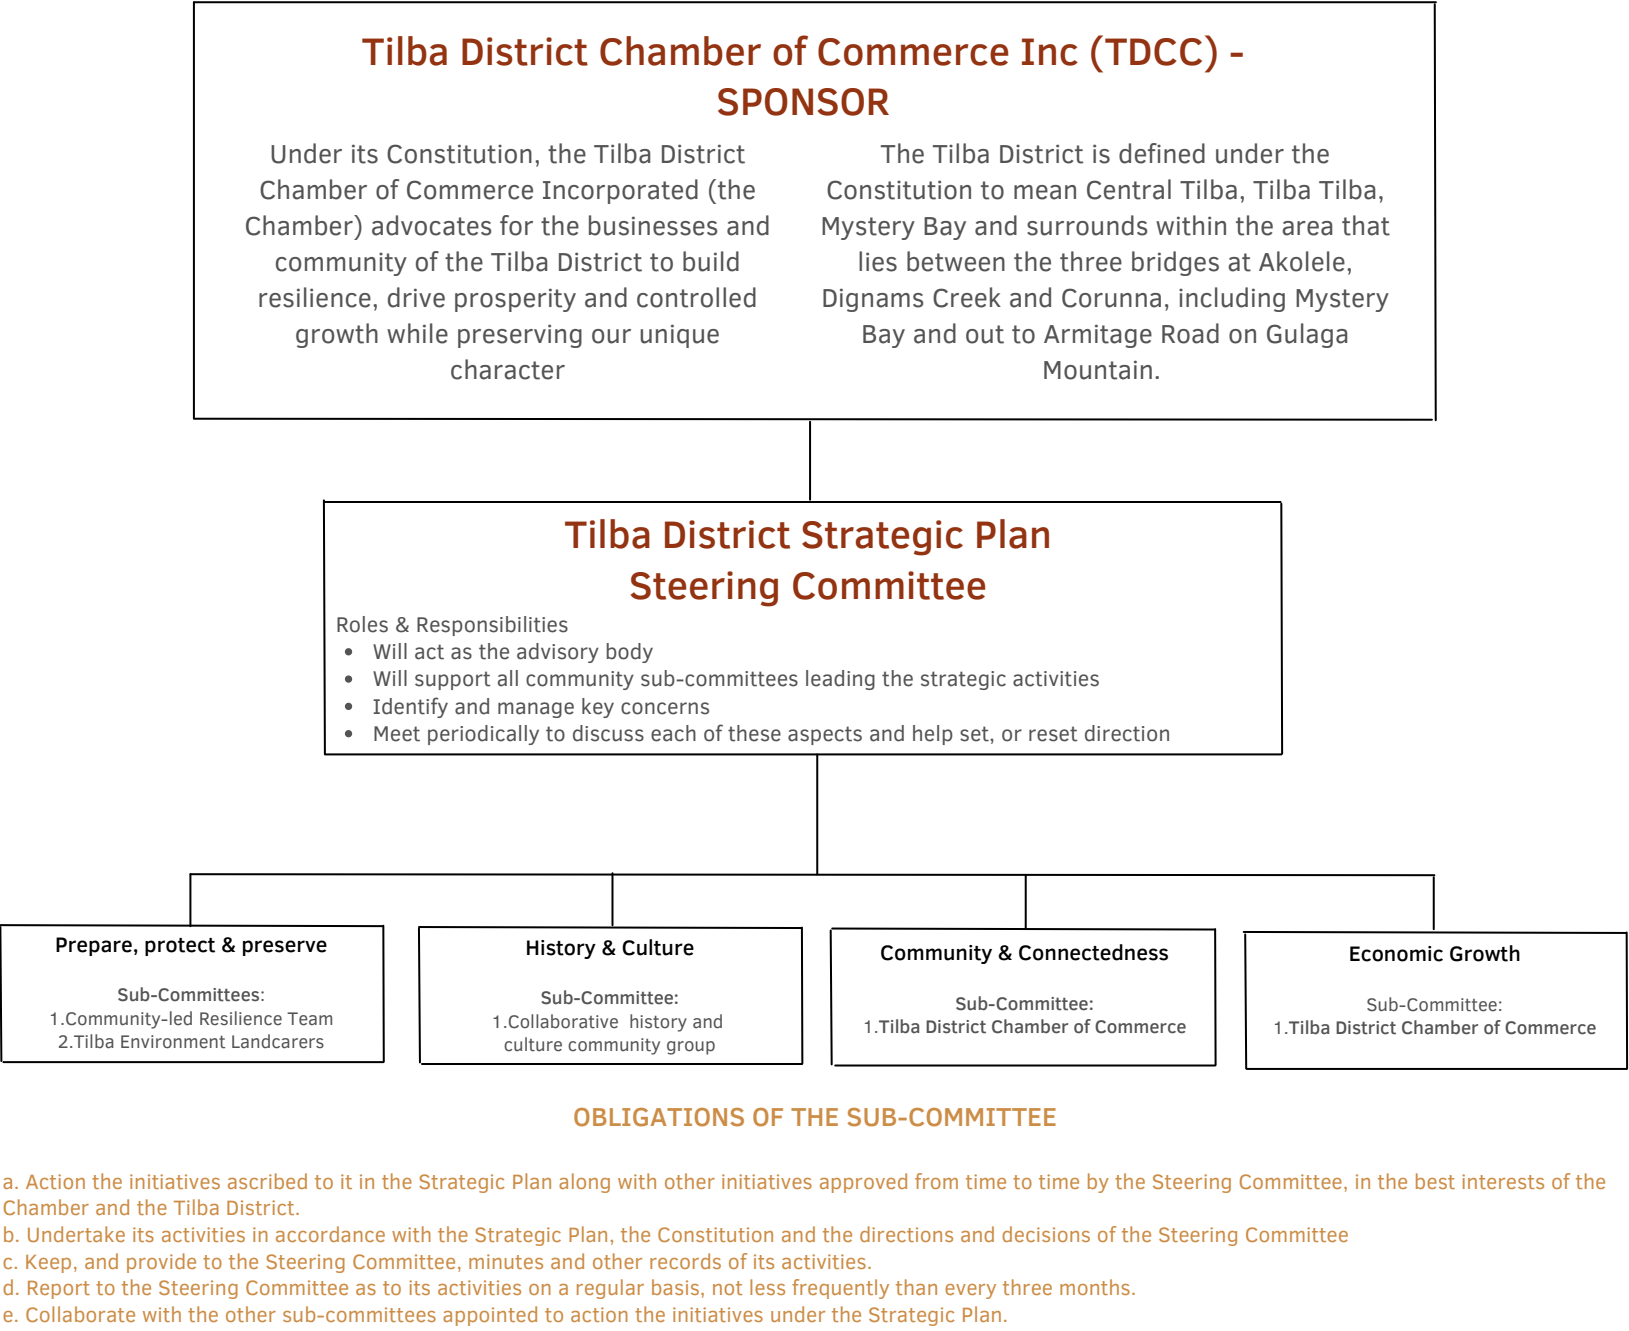 Tilba District Chamber of Commerce Inc (TDCC) -
SPONSOR
Under its Constitution, the Tilba District
Chamber of Commerce Incorporated (the
Chamber) advocates for the businesses and
community of the Tilba District to build
resilience, drive prosperity and controlled
growth while preserving our unique
character
The Tilba District is defined under the
Constitution to mean Central Tilba, Tilba Tilba,
Mystery Bay and surrounds within the area that
lies between the three bridges at Akolele,
Dignams Creek and Corunna, including Mystery
Bay and out to Armitage Road on Gulaga
Mountain.
Tilba District Strategic Plan
Steering Committee
Roles & Responsibilities
• Will act as the advisory body
• Will support all community sub-committees leading the strategic activities
• Identify and manage key concerns
• Meet periodically to discuss each of these aspects and help set, or reset direction
Prepare, protect & preserve
Sub-Committees:
1.Community-led Resilience Team
2.Tilba Environment Landcarers
History & Culture
Sub-Committee:
1.Collaborative history and
culture community group
Community & Connectedness
Sub-Committee:
1.Tilba District Chamber of Commerce
Economic Growth
Sub-Committee:
1.Tilba District Chamber of Commerce
OBLIGATIONS OF THE SUB-COMMITTEE
a. Action the initiatives ascribed to it in the Strategic Plan along with other initiatives approved from time to time by the Steering Committee, in the best interests of the
Chamber and the Tilba District.
b. Undertake its activities in accordance with the Strategic Plan, the Constitution and the directions and decisions of the Steering Committee
c. Keep, and provide to the Steering Committee, minutes and other records of its activities.
d. Report to the Steering Committee as to its activities on a regular basis, not less frequently than every three months.
e. Collaborate with the other sub-committees appointed to action the initiatives under the Strategic Plan.